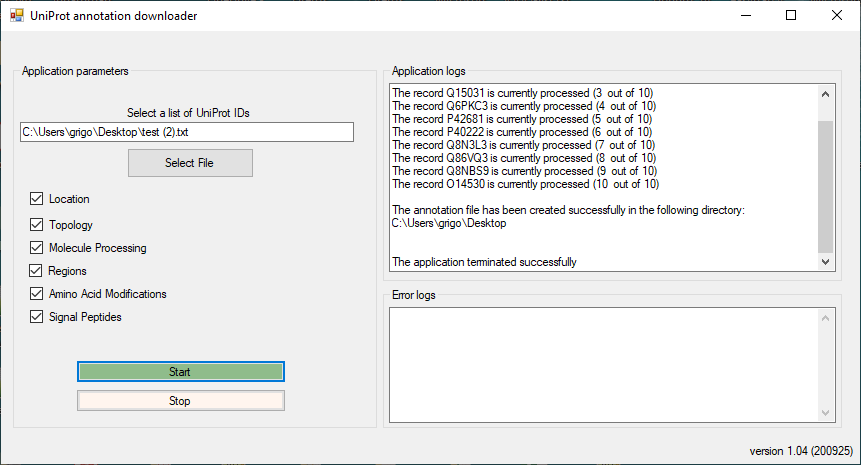 UniProt annotation downloader
Application parameters
Select a list of UniProt IDs
C:\Users\grigo\Desktop\test (2).txt
Select File
Location
Topology
Molecule Processing
Regions
Amino Acid Modifications
Signal Peptides
Start
Stop
Application logs
The record Q15031 is currently processed (3 out of 10)
The record Q6PKC3 is currently processed (4 out of 10)
The record P42681 is currently processed (5 out of 10)
The record P40222 is currently processed (6 out of 10)
The record Q8N3L3 is currently processed (7 out of 10)
The record Q86VQ3 is currently processed (8 out of 10)
The record Q8NBS9 is currently processed (9 out of 10)
The record O14530 is currently processed (10 out of 10)
The annotation file has been created successfully in the following directory:
C:\Users\grigo\Desktop
The application terminated successfully
Error logs
version 1.04 (200925)